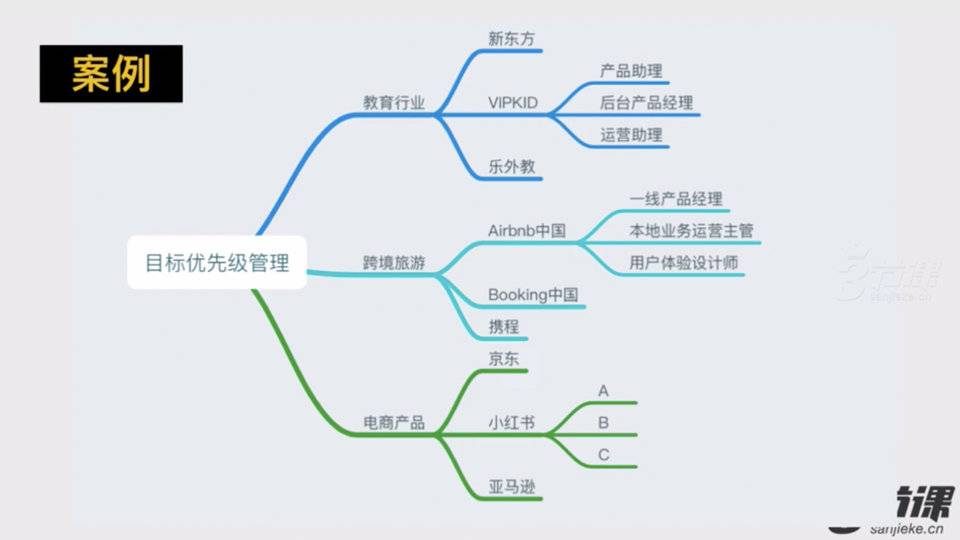 案例
目标优先级管理
教育行业
新东方
VIPKID
产品助理
后台产品经理
运营助理
乐外教
跨境旅游
Airbnb中国
一线产品经理
本地业务运营主管
用户体验设计师
Booking中国
携程
电商产品
京东
小红书
A
B
C
亚马逊
节课
sanjieke.cn
节课
sanjieke.cn